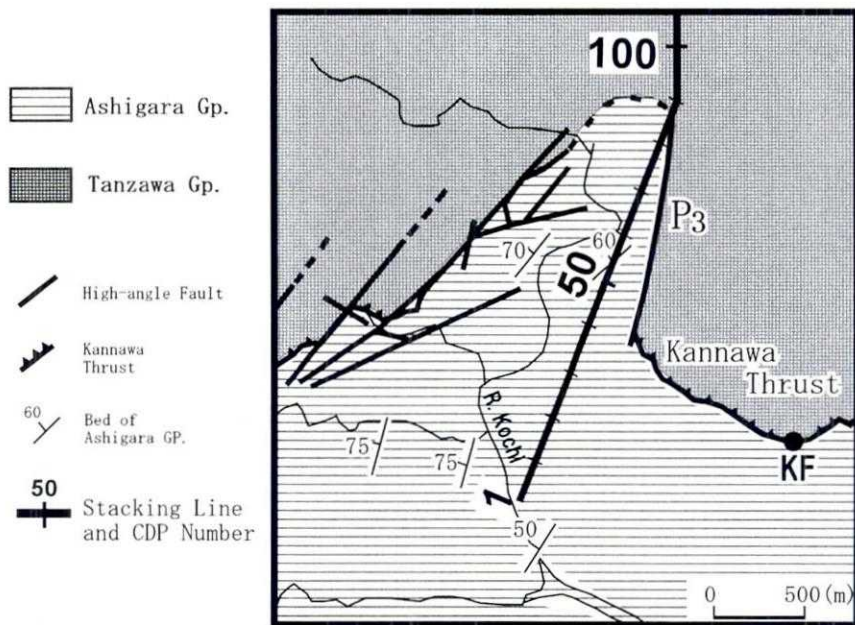 Ashigara Gp.
Tanzawa Gp.
High-angle Fault
Kannawa
Thrust
60
Bed of
Ashigara GP.
50
Stacking Line
and CDP Number
100
P3
70
60
50
Kannawa
Thrust
KF
R. Kochi
75
75
1
50
0 500(m)